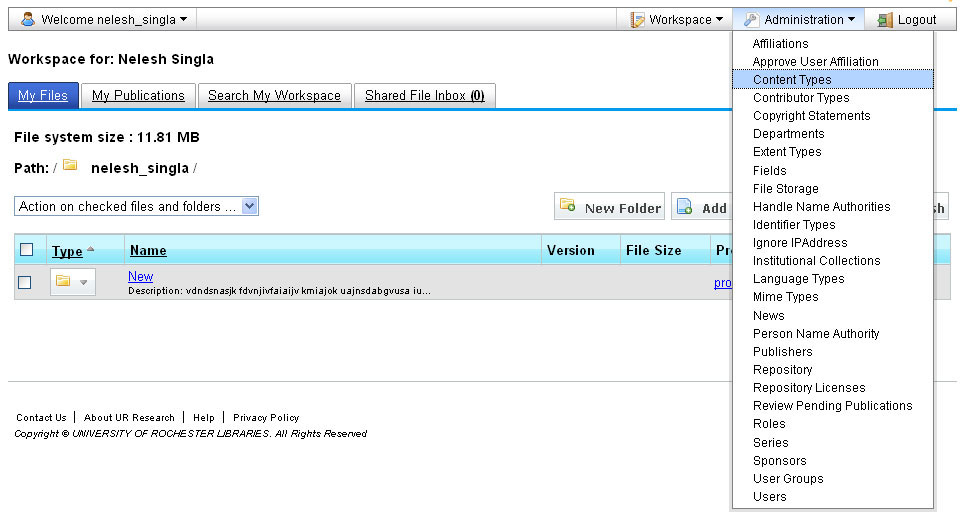 Welcome nelesh_singla Workspace Administration Logout
Workspace for: Nelesh Singla
My Files My Publications Search My Workspace Shared File Inbox (0)
File system size : 11.81 MB
Path: / nelesh_singla /
Action on checked files and folders ... New Folder Add
Type Name Version File Size
New
Description: vdndsnasjk fdvnjivfaiaijv kmiajok uajnsdabgvusa iu...
Affiliations
Approve User Affiliation
Content Types
Contributor Types
Copyright Statements
Departments
Extent Types
Fields
File Storage
Handle Name Authorities
Identifier Types
Ignore IPAddress
Institutional Collections
Language Types
Mime Types
News
Person Name Authority
Publishers
Repository
Repository Licenses
Review Pending Publications
Roles
Series
Sponsors
User Groups
Users
Contact Us | About UR Research | Help | Privacy Policy
Copyright © UNIVERSITY OF ROCHESTER LIBRARIES. All Rights Reserved